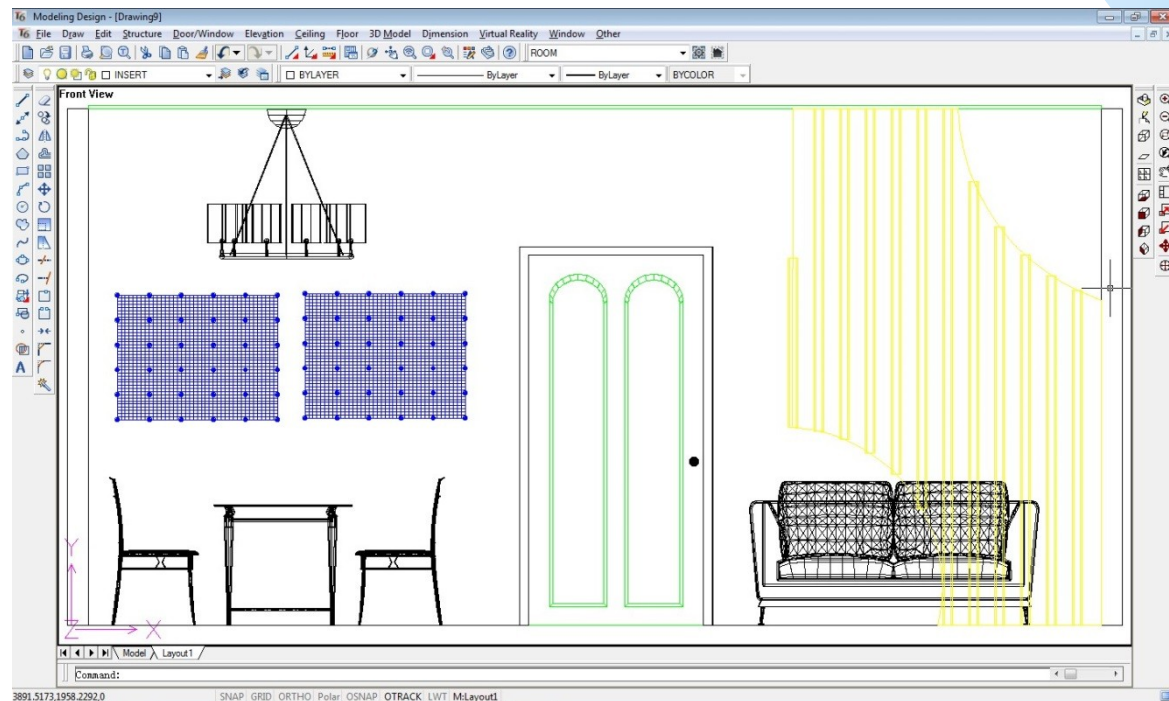 T6 Modeling Design - [Drawing9]
T6 File Draw Edit Structure Door/Window Elevation Ceiling Floor 3D Model Dimension Virtual Reality Window Other
ROOM
INSERT BYLAYER ByLayer ByLayer BYCOLOR
Front View
A
Y
Z X
Model Layout1
Command:
3891.5173,1958.2292,0 SNAP GRID ORTHO Polar OSNAP OTRACK LWT M:Layout1